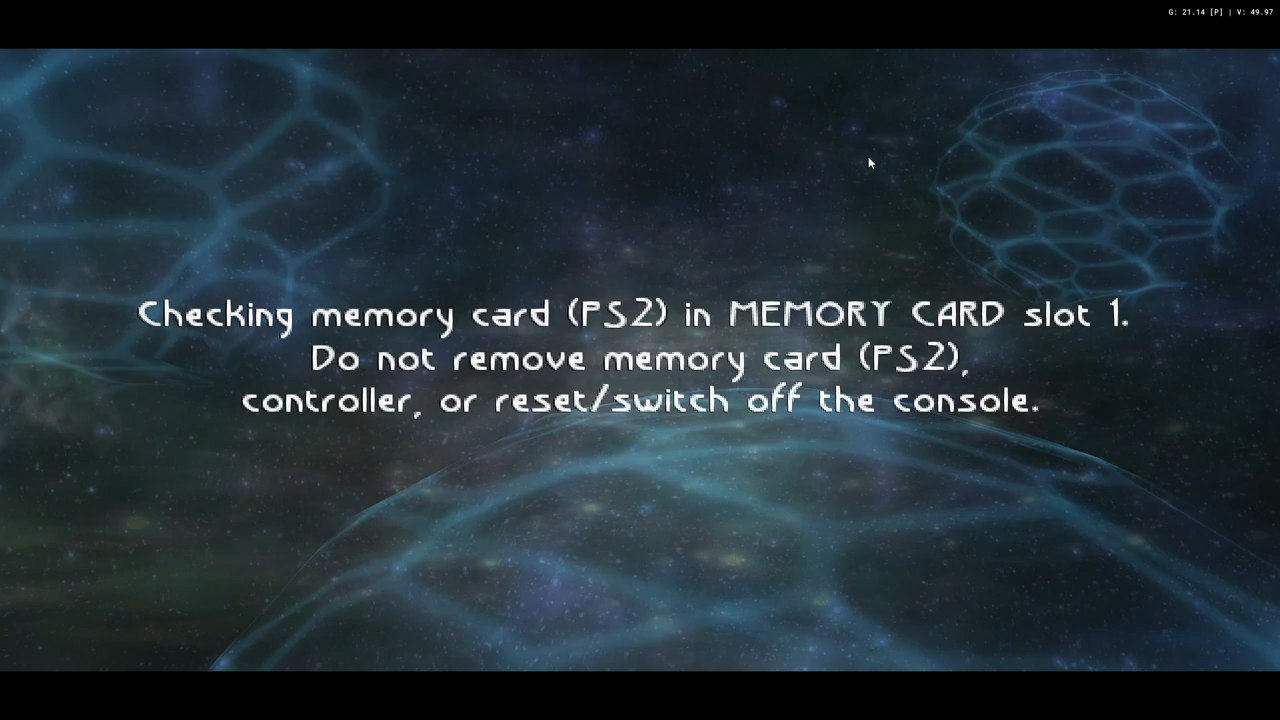 G: 21.14 [P] | V: 49.97
Checking memory card (PS2) in MEMORY CARD slot 1.
Do not remove memory card (PS2),
controller, or reset/switch off the console.